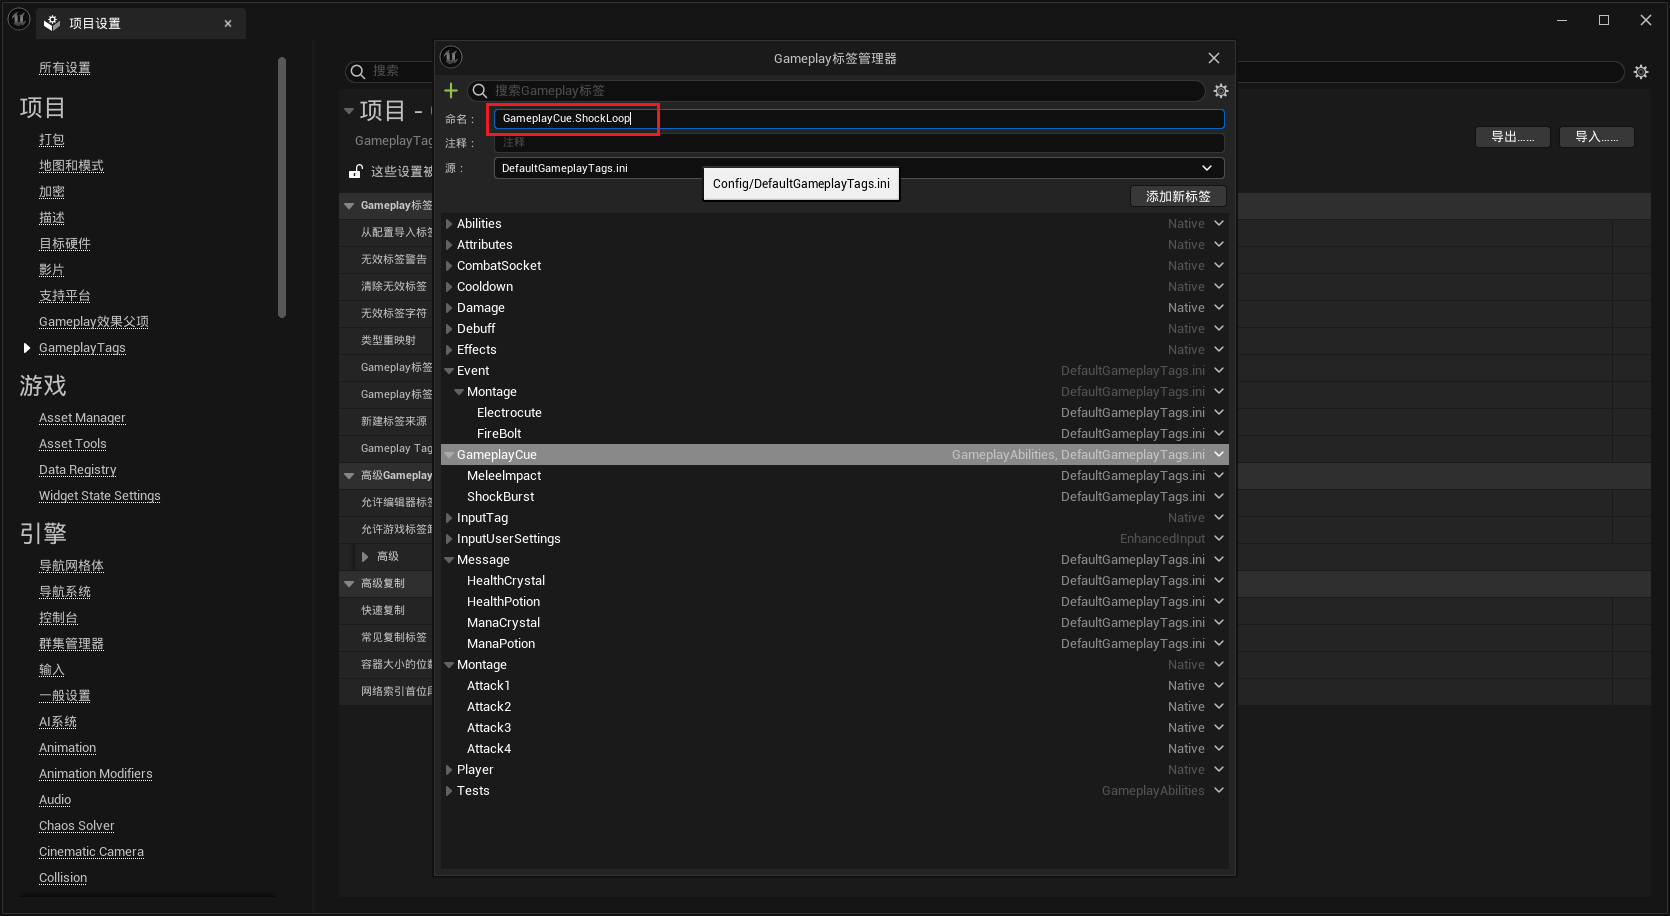 项目设置
所有设置
项目
打包
地图和模式
加密
描述
目标硬件
影片
支持平台
Gameplay效果父项
GameplayTags
游戏
Asset Manager
Asset Tools
Data Registry
Widget State Settings
引擎
导航网格体
导航系统
控制台
群集管理器
输入
一般设置
AI系统
Animation
Animation Modifiers
Audio
Chaos Solver
Cinematic Camera
Collision
搜索
项目 -
GameplayTag
这些设置被
导出...... 导入......
Gameplay标签
从配置导入标签
无效标签警告
清除无效标签
无效标签字符
类型重映射
Gameplay标签
Gameplay标签
新建标签来源
Gameplay Tag
高级Gameplay
允许编辑器标签
允许游戏标签
高级
高级复制
快速复制
常见复制标签
容器大小的位数
网络索引首位
Gameplay标签管理器
搜索Gameplay标签
命名： GameplayCue.ShockLoop
注释： 注释
源： DefaultGameplayTags.ini
Config/DefaultGameplayTags.ini
添加新标签
Abilities Native
Attributes Native
CombatSocket Native
Cooldown Native
Damage Native
Debuff Native
Effects Native
Event DefaultGameplayTags.ini
Montage DefaultGameplayTags.ini
Electrocute DefaultGameplayTags.ini
FireBolt DefaultGameplayTags.ini
GameplayCue GameplayAbilities, DefaultGameplayTags.ini
MeleeImpact DefaultGameplayTags.ini
ShockBurst DefaultGameplayTags.ini
InputTag Native
InputUserSettings EnhancedInput
Message DefaultGameplayTags.ini
HealthCrystal DefaultGameplayTags.ini
HealthPotion DefaultGameplayTags.ini
ManaCrystal DefaultGameplayTags.ini
ManaPotion DefaultGameplayTags.ini
Montage Native
Attack1 Native
Attack2 Native
Attack3 Native
Attack4 Native
Player Native
Tests GameplayAbilities